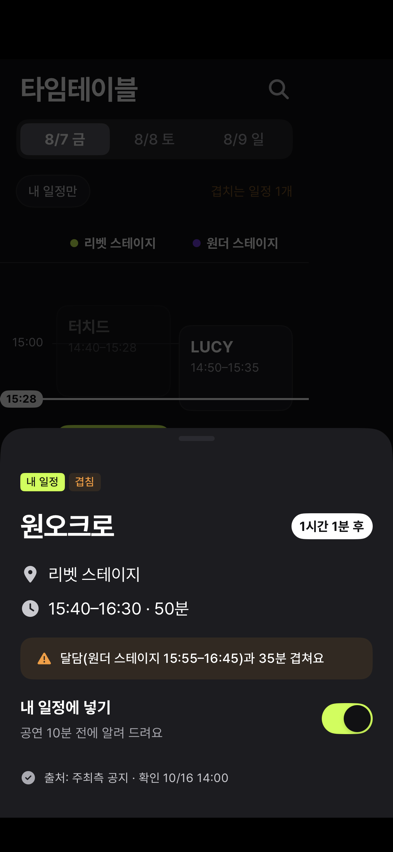 타임테이블
8/7 금 8/8 토 8/9 일
내 일정만 겹치는 일정 1개
리벳 스테이지 원더 스테이지
터치드
15:00 14:40–15:28
LUCY
14:50–15:35
15:28
내 일정 겹침
원오크로 1시간 1분 후
리벳 스테이지
15:40–16:30 · 50분
달담(원더 스테이지 15:55–16:45)과 35분 겹쳐요
내 일정에 넣기
공연 10분 전에 알려 드려요
출처: 주최측 공지 · 확인 10/16 14:00